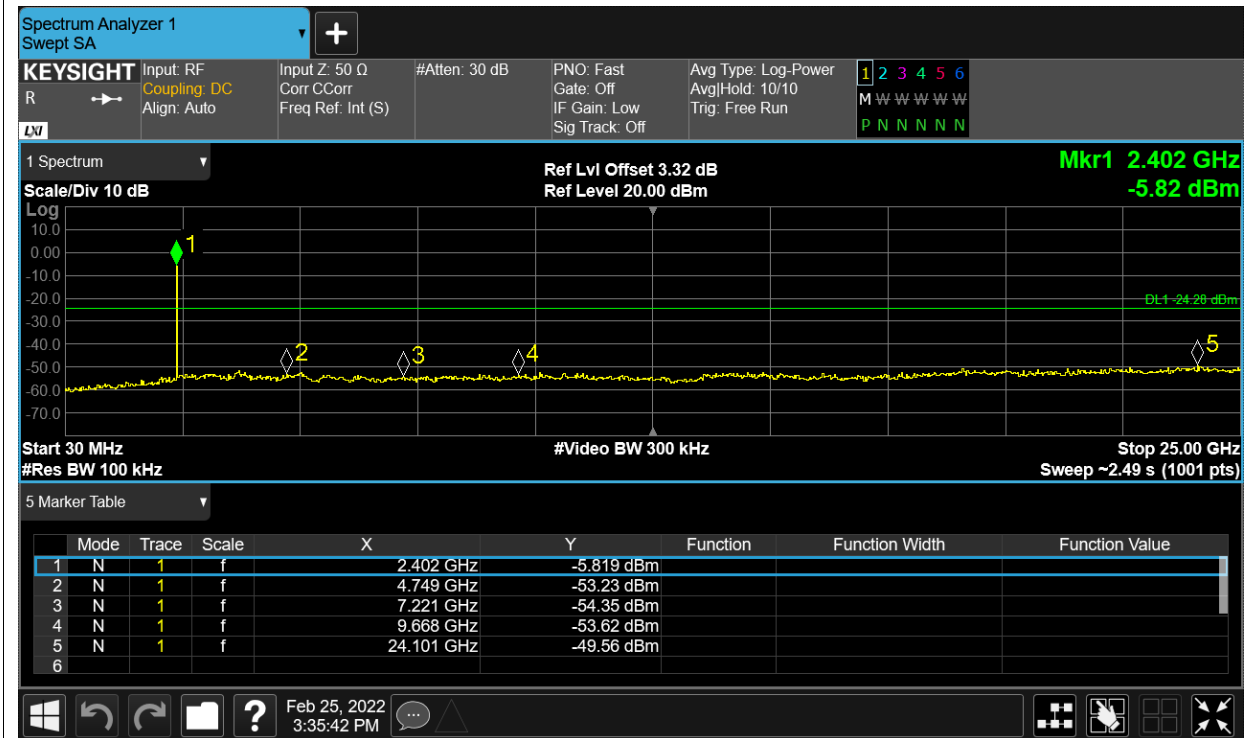 Spectrum Analyzer 1
Swept SA
KEYSIGHT
R
LXI
Input: RF
Coupling: DC
Align: Auto
Input Z: 50 Ω
Corr CCorr
Freq Ref: Int (S)
#Atten: 30 dB
PNO: Fast
Gate: Off
IF Gain: Low
Sig Track: Off
Avg Type: Log-Power
Avg|Hold: 10/10
Trig: Free Run
1 2 3 4 5 6
M W W W W W
P N N N N N
1 Spectrum
Scale/Div 10 dB
Ref Lvl Offset 3.32 dB
Ref Level 20.00 dBm
Mkr1 2.402 GHz
-5.82 dBm
Log
10.0
0.00
-10.0
-20.0
-30.0
-40.0
-50.0
-60.0
-70.0
1
2
3
4
5
DL1 -24.28 dBm
Start 30 MHz
#Res BW 100 kHz
#Video BW 300 kHz
Stop 25.00 GHz
Sweep ~2.49 s (1001 pts)
5 Marker Table
Mode Trace Scale X Y Function Function Width Function Value
1 N 1 f 2.402 GHz -5.819 dBm
2 N 1 f 4.749 GHz -53.23 dBm
3 N 1 f 7.221 GHz -54.35 dBm
4 N 1 f 9.668 GHz -53.62 dBm
5 N 1 f 24.101 GHz -49.56 dBm
6
?
Feb 25, 2022
3:35:42 PM